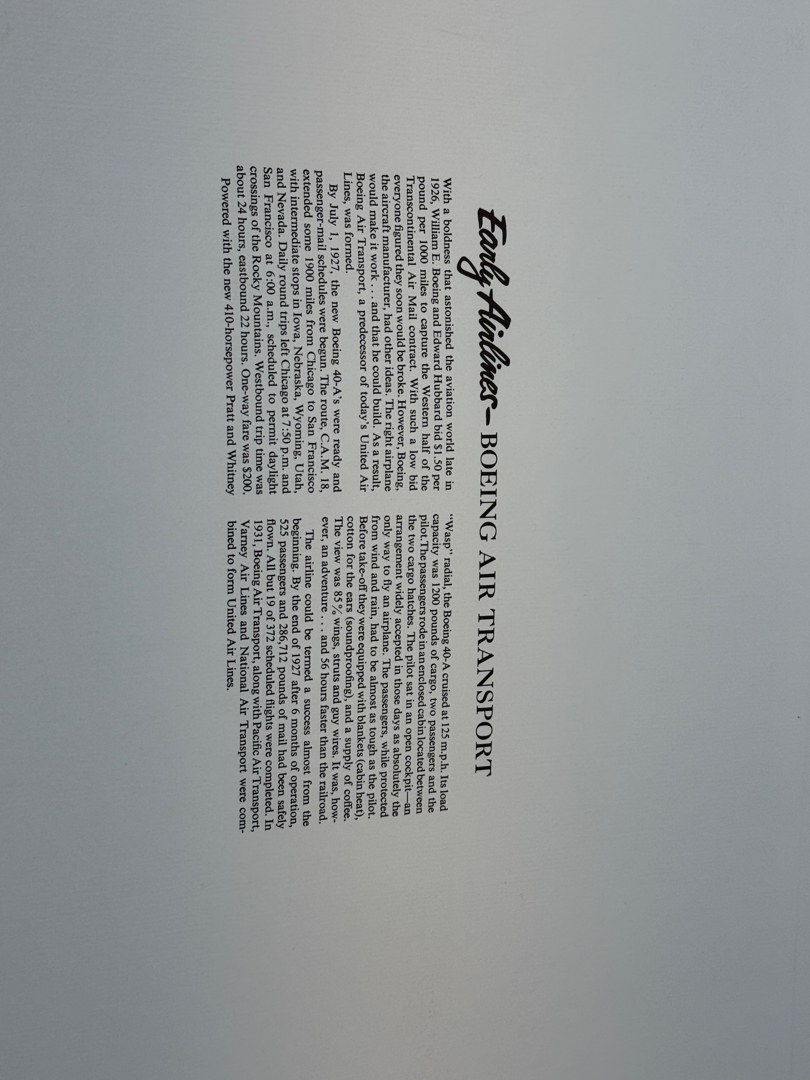 Early Airlines— BOEING AIR TRANSPORT
With a boldness that astonished the aviation world late in
1926, William E. Boeing and Edward Hubbard bid $1.50 per
pound per 1000 miles to capture the Western half of the
Transcontinental Air Mail contract. With such a low bid
everyone figured they soon would be broke. However, Boeing,
the aircraft manufacturer, had other ideas. The right airplane
would make it work . . . and that he could build. As a result,
Boeing Air Transport, a predecessor of today's United Air
Lines, was formed.
By July 1, 1927, the new Boeing 40-A's were ready and
passenger-mail schedules were begun. The route, C.A.M. 18,
extended some 1900 miles from Chicago to San Francisco
with intermediate stops in Iowa, Nebraska, Wyoming, Utah,
and Nevada. Daily round trips left Chicago at 7:50 p.m. and
San Francisco at 6:00 a.m., scheduled to permit daylight
crossings of the Rocky Mountains. Westbound trip time was
about 24 hours, eastbound 22 hours. One-way fare was $200.
Powered with the new 410-horsepower Pratt and Whitney
"Wasp" radial, the Boeing 40-A cruised at 125 m.p.h. Its load
capacity was 1200 pounds of cargo, two passengers and the
pilot. The passengers rode in an enclosed cabin located between
the two cargo hatches. The pilot sat in an open cockpit—an
arrangement widely accepted in those days as absolutely the
only way to fly an airplane. The passengers, while protected
from wind and rain, had to be almost as tough as the pilot.
Before take-off they were equipped with blankets (cabin heat),
cotton for the ears (soundproofing), and a supply of coffee.
The view was 85% wings, struts and guy wires. It was, how-
ever, an adventure . . . and 56 hours faster than the railroad.
The airline could be termed a success almost from the
beginning. By the end of 1927 after 6 months of operation,
525 passengers and 286,712 pounds of mail had been safely
flown. All but 19 of 372 scheduled flights were completed. In
1931, Boeing Air Transport, along with Pacific Air Transport,
Varney Air Lines and National Air Transport were com-
bined to form United Air Lines.